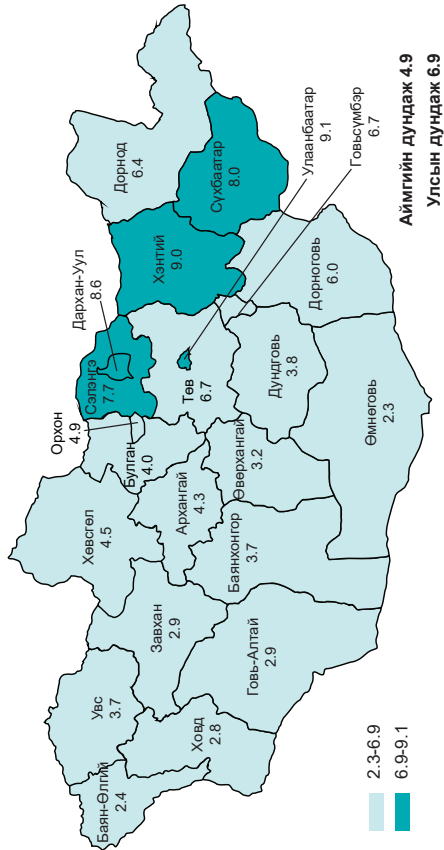 Баян-Өлгий
2.4
Увс
3.7
Ховд
2.8
Завхан
2.9
Говь-Алтай
2.9
Хөвсгөл
4.5
Архангай
4.3
Баянхонгор
3.7
Орхон
4.9
Булган
4.0
Өвөрхангай
3.2
Сэлэнгэ
7.7
Дархан-Уул
8.6
Төв
6.7
Дундговь
3.8
Өмнөговь
2.3
Хэнтий
9.0
Дорноговь
6.0
Дорнод
6.4
Сүхбаатар
8.0
Улаанбаатар
9.1
Говьсүмбэр
6.7
2.3-6.9
6.9-9.1
Аймгийн дундаж 4.9
Улсын дундаж 6.9